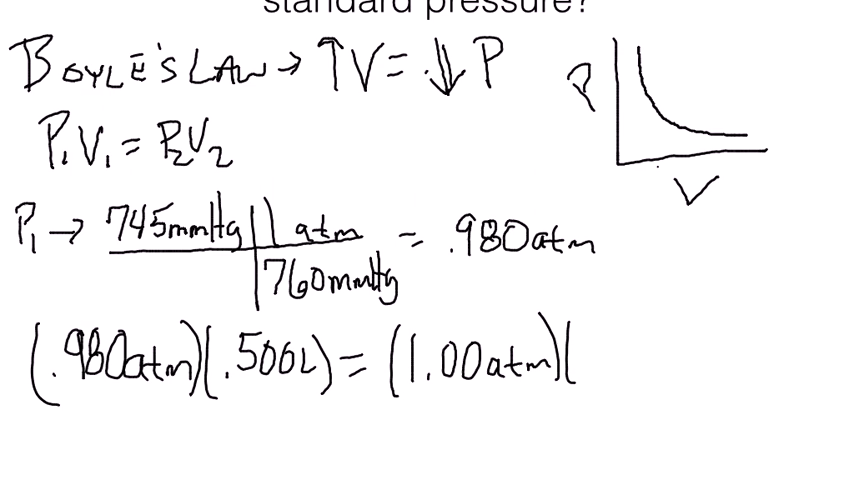 standard pressure?
BOYLE'S LAW → ↑V = ↓P
P₁V₁ = P₂V₂
P
V
P₁ → 745mmHg | 1 atm = .980atm
760mmHg
(.980atm)(.500L) = (1.00atm)(